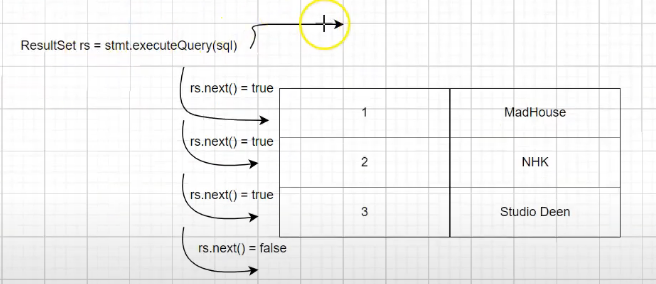 ResultSet rs = stmt.executeQuery(sql)
rs.next() = true
1 MadHouse
rs.next() = true
2 NHK
rs.next() = true
3 Studio Deen
rs.next() = false